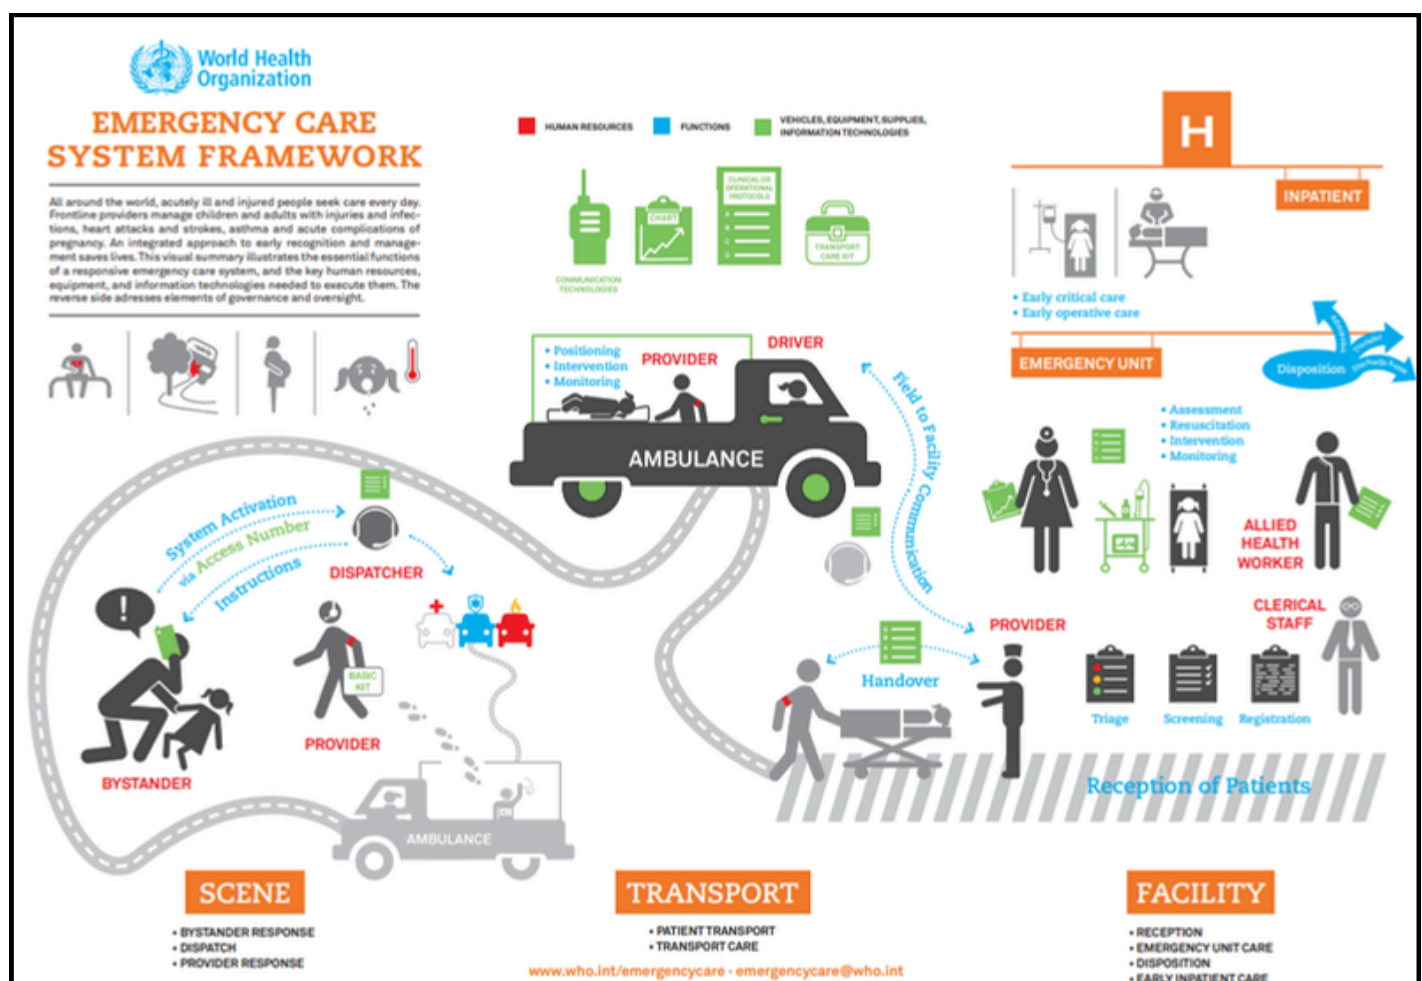 World Health
Organization
EMERGENCY CARE
SYSTEM FRAMEWORK
All around the world, acutely ill and injured people seek care every day.
Frontline providers manage children and adults with injuries and infec-
tions, heart attacks and strokes, asthma and acute complications of
pregnancy. An integrated approach to early recognition and manage-
ment saves lives. This visual summary illustrates the essential functions
of a responsive emergency care system, and the key human resources,
equipment, and information technologies needed to execute them. The
reverse side adresses elements of governance and oversight.
HUMAN RESOURCES
FUNCTIONS
VEHICLES, EQUIPMENT, SUPPLIES,
INFORMATION TECHNOLOGIES
COMMUNICATION
TECHNOLOGIES
CHART
CLINICAL OR
OPERATIONAL
PROTOCOLS
TRANSPORT
CARE KIT
H
INPATIENT
• Early critical care
• Early operative care
EMERGENCY UNIT
Disposition
Discharge home
• Assessment
• Resuscitation
• Intervention
• Monitoring
ALLIED
HEALTH
WORKER
CLERICAL
STAFF
• Positioning
• Intervention
• Monitoring
PROVIDER
DRIVER
AMBULANCE
Field to Facility Communication
System Activation
via Access Number
Instructions
DISPATCHER
!
BYSTANDER
BASIC
KIT
PROVIDER
AMBULANCE
Handover
PROVIDER
Triage
Screening
Registration
Reception of Patients
SCENE
• BYSTANDER RESPONSE
• DISPATCH
• PROVIDER RESPONSE
TRANSPORT
• PATIENT TRANSPORT
• TRANSPORT CARE
www.who.int/emergencycare - emergencycare@who.int
FACILITY
• RECEPTION
• EMERGENCY UNIT CARE
• DISPOSITION
• EARLY INPATIENT CARE